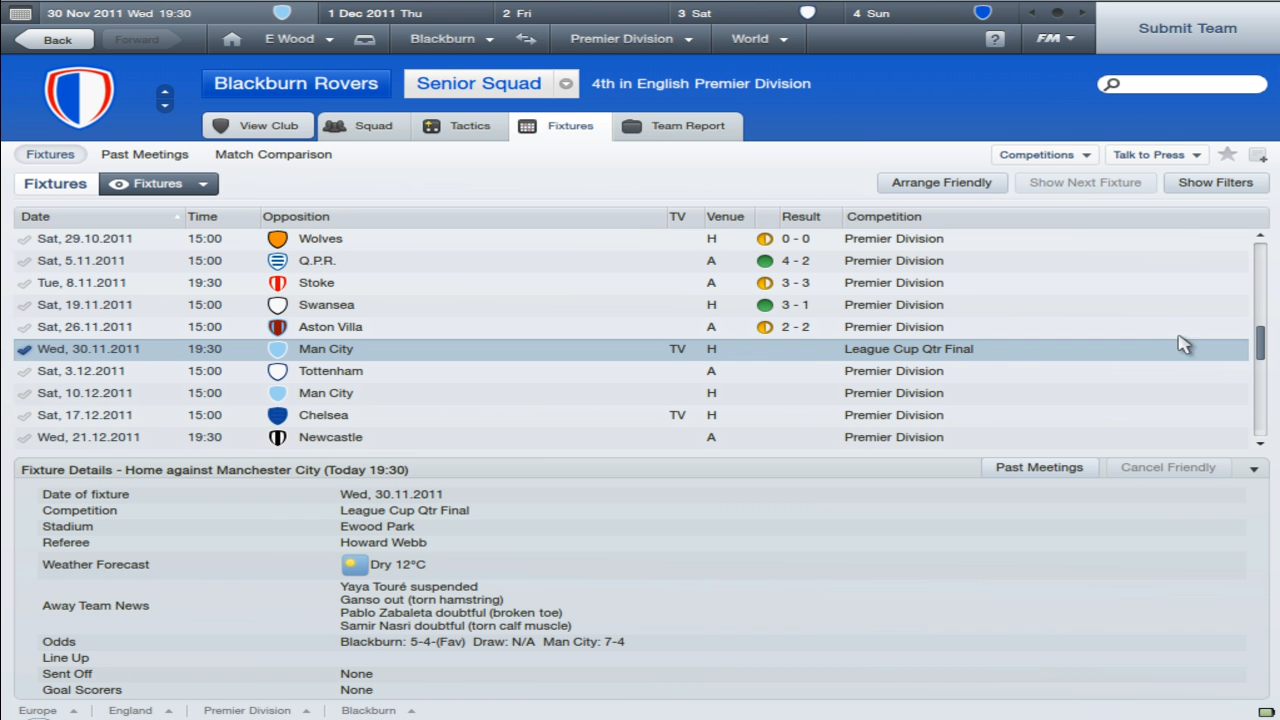 30 Nov 2011 Wed 19:30 1 Dec 2011 Thu 2 Fri 3 Sat 4 Sun
Submit Team
Back Forward E Wood Blackburn Premier Division World ? FM
Blackburn Rovers Senior Squad 4th in English Premier Division
View Club Squad Tactics Fixtures Team Report
Fixtures Past Meetings Match Comparison Competitions Talk to Press
Fixtures Fixtures Arrange Friendly Show Next Fixture Show Filters
Date Time Opposition TV Venue Result Competition
Sat, 29.10.2011 15:00 Wolves H 0 - 0 Premier Division
Sat, 5.11.2011 15:00 Q.P.R. A 4 - 2 Premier Division
Tue, 8.11.2011 19:30 Stoke A 3 - 3 Premier Division
Sat, 19.11.2011 15:00 Swansea H 3 - 1 Premier Division
Sat, 26.11.2011 15:00 Aston Villa A 2 - 2 Premier Division
Wed, 30.11.2011 19:30 Man City TV H League Cup Qtr Final
Sat, 3.12.2011 15:00 Tottenham A Premier Division
Sat, 10.12.2011 15:00 Man City H Premier Division
Sat, 17.12.2011 15:00 Chelsea TV H Premier Division
Wed, 21.12.2011 19:30 Newcastle A Premier Division
Fixture Details - Home against Manchester City (Today 19:30) Past Meetings Cancel Friendly
Date of fixture Wed, 30.11.2011
Competition League Cup Qtr Final
Stadium Ewood Park
Referee Howard Webb
Weather Forecast Dry 12°C
Away Team News Yaya Touré suspended
Ganso out (torn hamstring)
Pablo Zabaleta doubtful (broken toe)
Samir Nasri doubtful (torn calf muscle)
Odds Blackburn: 5-4-(Fav) Draw: N/A Man City: 7-4
Line Up
Sent Off None
Goal Scorers None
Europe England Premier Division Blackburn